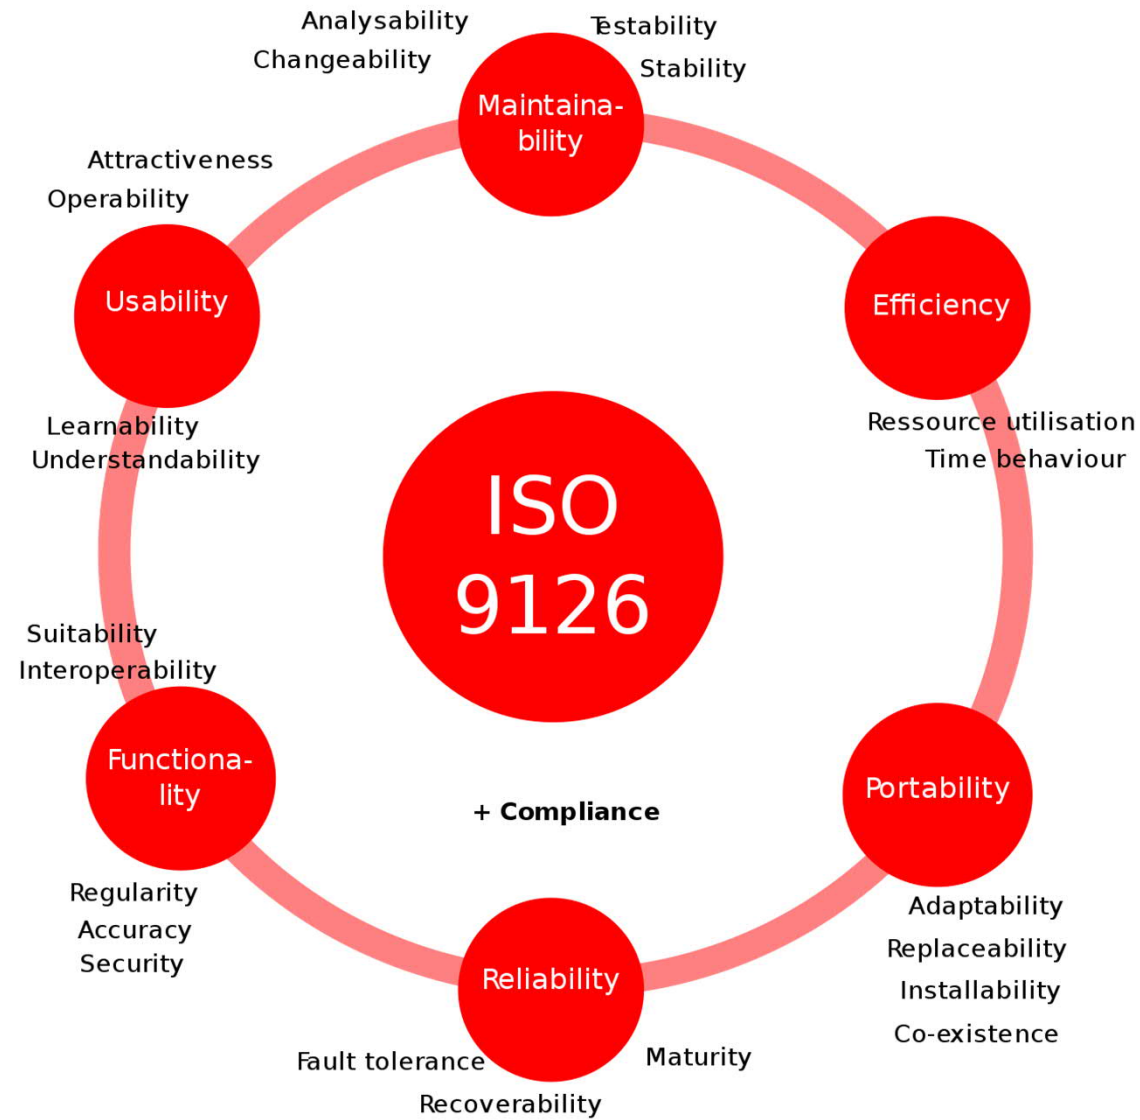 Analysability
Changeability
Testability
Stability
Maintaina-
bility
Attractiveness
Operability
Usability
Learnability
Understandability
Efficiency
Ressource utilisation
Time behaviour
ISO
9126
Suitability
Interoperability
Functiona-
lity
Regularity
Accuracy
Security
+ Compliance
Portability
Adaptability
Replaceability
Installability
Co-existence
Reliability
Fault tolerance
Recoverability
Maturity